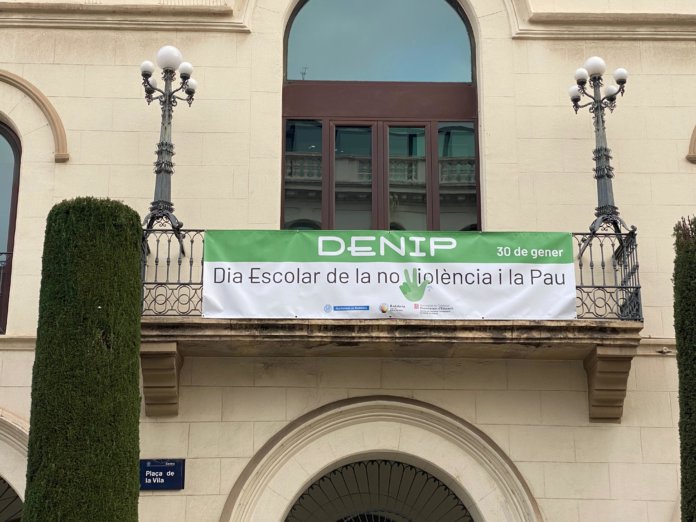 DENIP
30 de gener
Dia Escolar de la no Violència i la Pau
Plaça de
la Vila